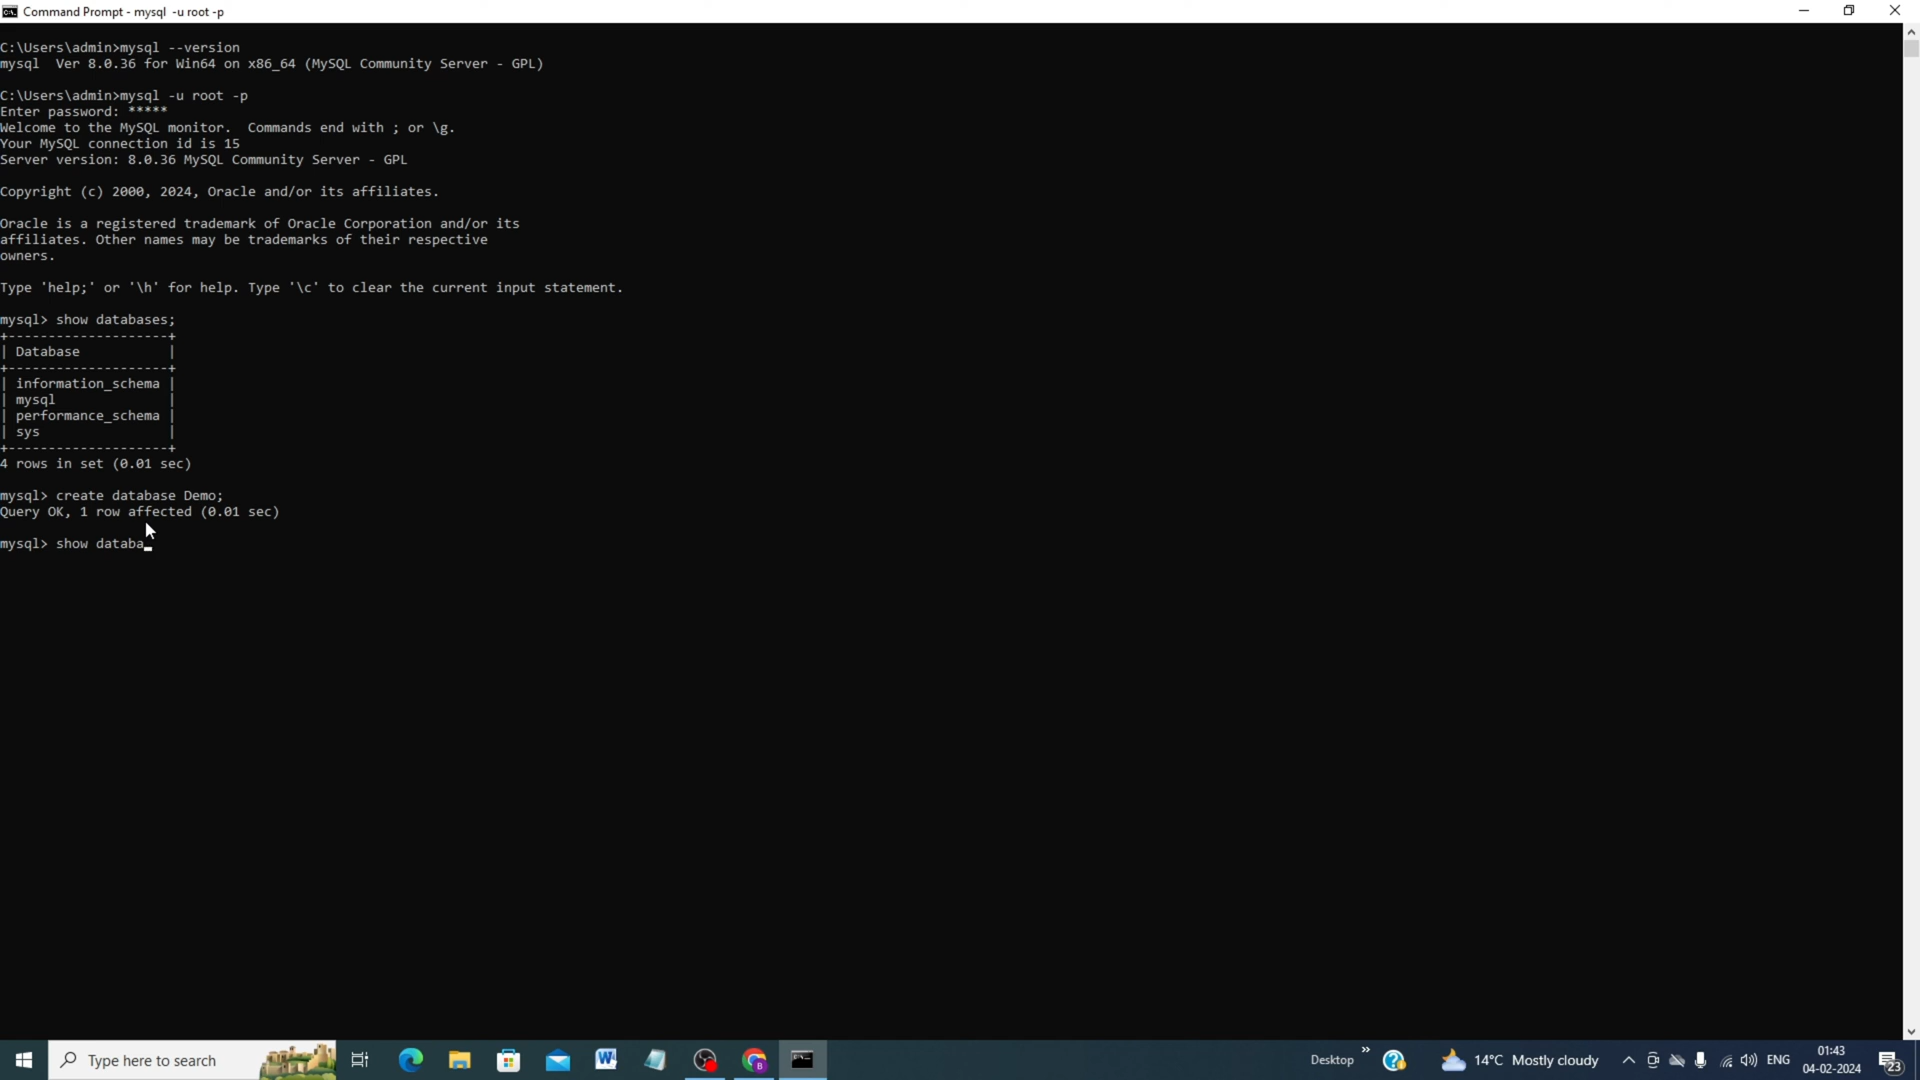 Command Prompt - mysql -u root -p
C:\Users\admin>mysql --version
mysql  Ver 8.0.36 for Win64 on x86_64 (MySQL Community Server - GPL)
C:\Users\admin>mysql -u root -p
Enter password: *****
Welcome to the MySQL monitor.  Commands end with ; or \g.
Your MySQL connection id is 15
Server version: 8.0.36 MySQL Community Server - GPL
Copyright (c) 2000, 2024, Oracle and/or its affiliates.
Oracle is a registered trademark of Oracle Corporation and/or its
affiliates. Other names may be trademarks of their respective
owners.
Type 'help;' or '\h' for help. Type '\c' to clear the current input statement.
mysql> show databases;
+--------------------+
| Database           |
+--------------------+
| information_schema |
| mysql              |
| performance_schema |
| sys                |
+--------------------+
4 rows in set (0.01 sec)
mysql> create database Demo;
Query OK, 1 row affected (0.01 sec)
mysql> show databa_
Type here to search
Desktop
14°C Mostly cloudy
ENG
01:43
04-02-2024
23